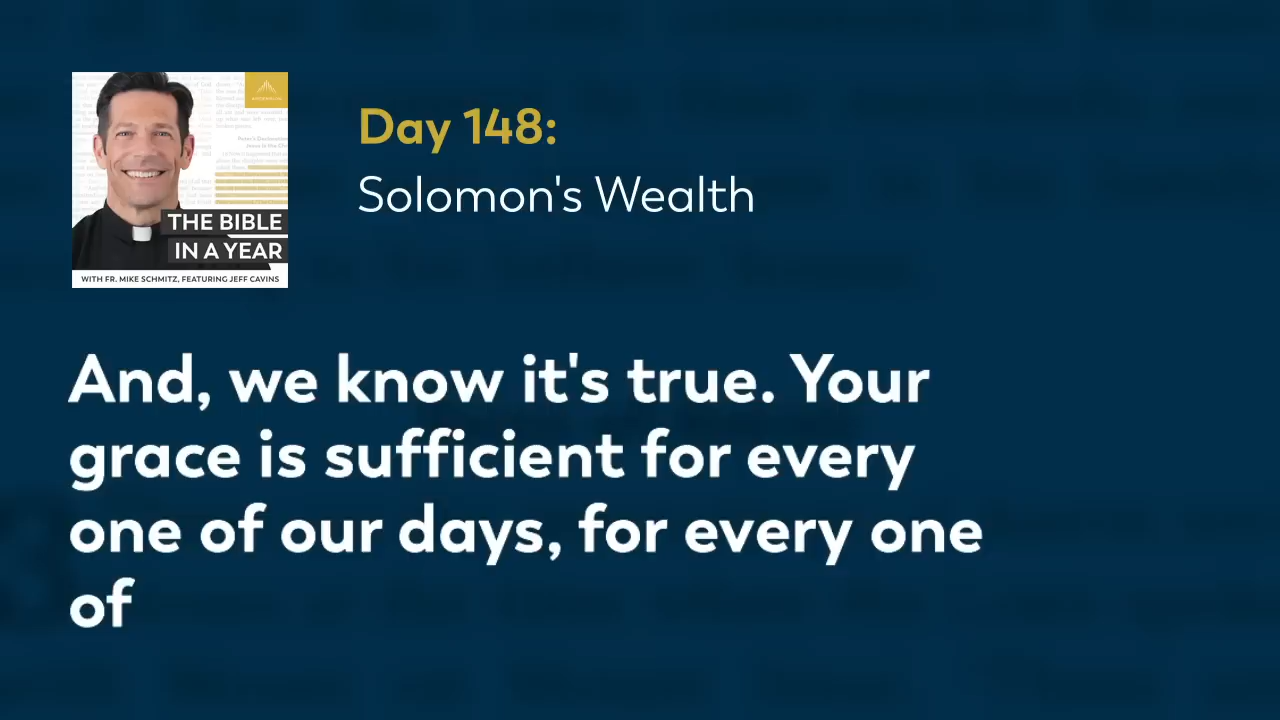 Day 148:
Solomon's Wealth
THE BIBLE
IN A YEAR
WITH FR. MIKE SCHMITZ, FEATURING JEFF CAVINS
And, we know it's true. Your
grace is sufficient for every
one of our days, for every one
of